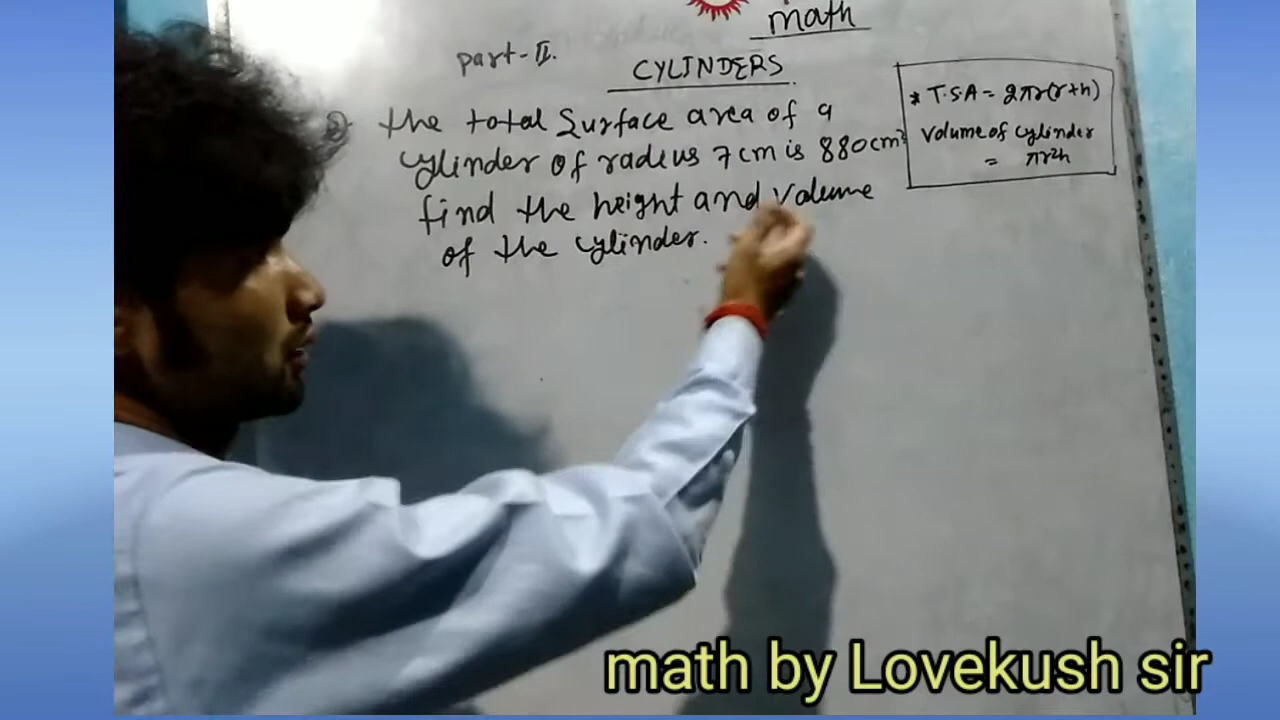 math
part-II.
CYLINDERS
the total Surface area of a
cylinder of radius 7cm is 880cm²
find the height and volume
of the cylinder.
* T.S.A = 2πr(r+h)
Volume of cylinder
= πr2h
math by Lovekush sir